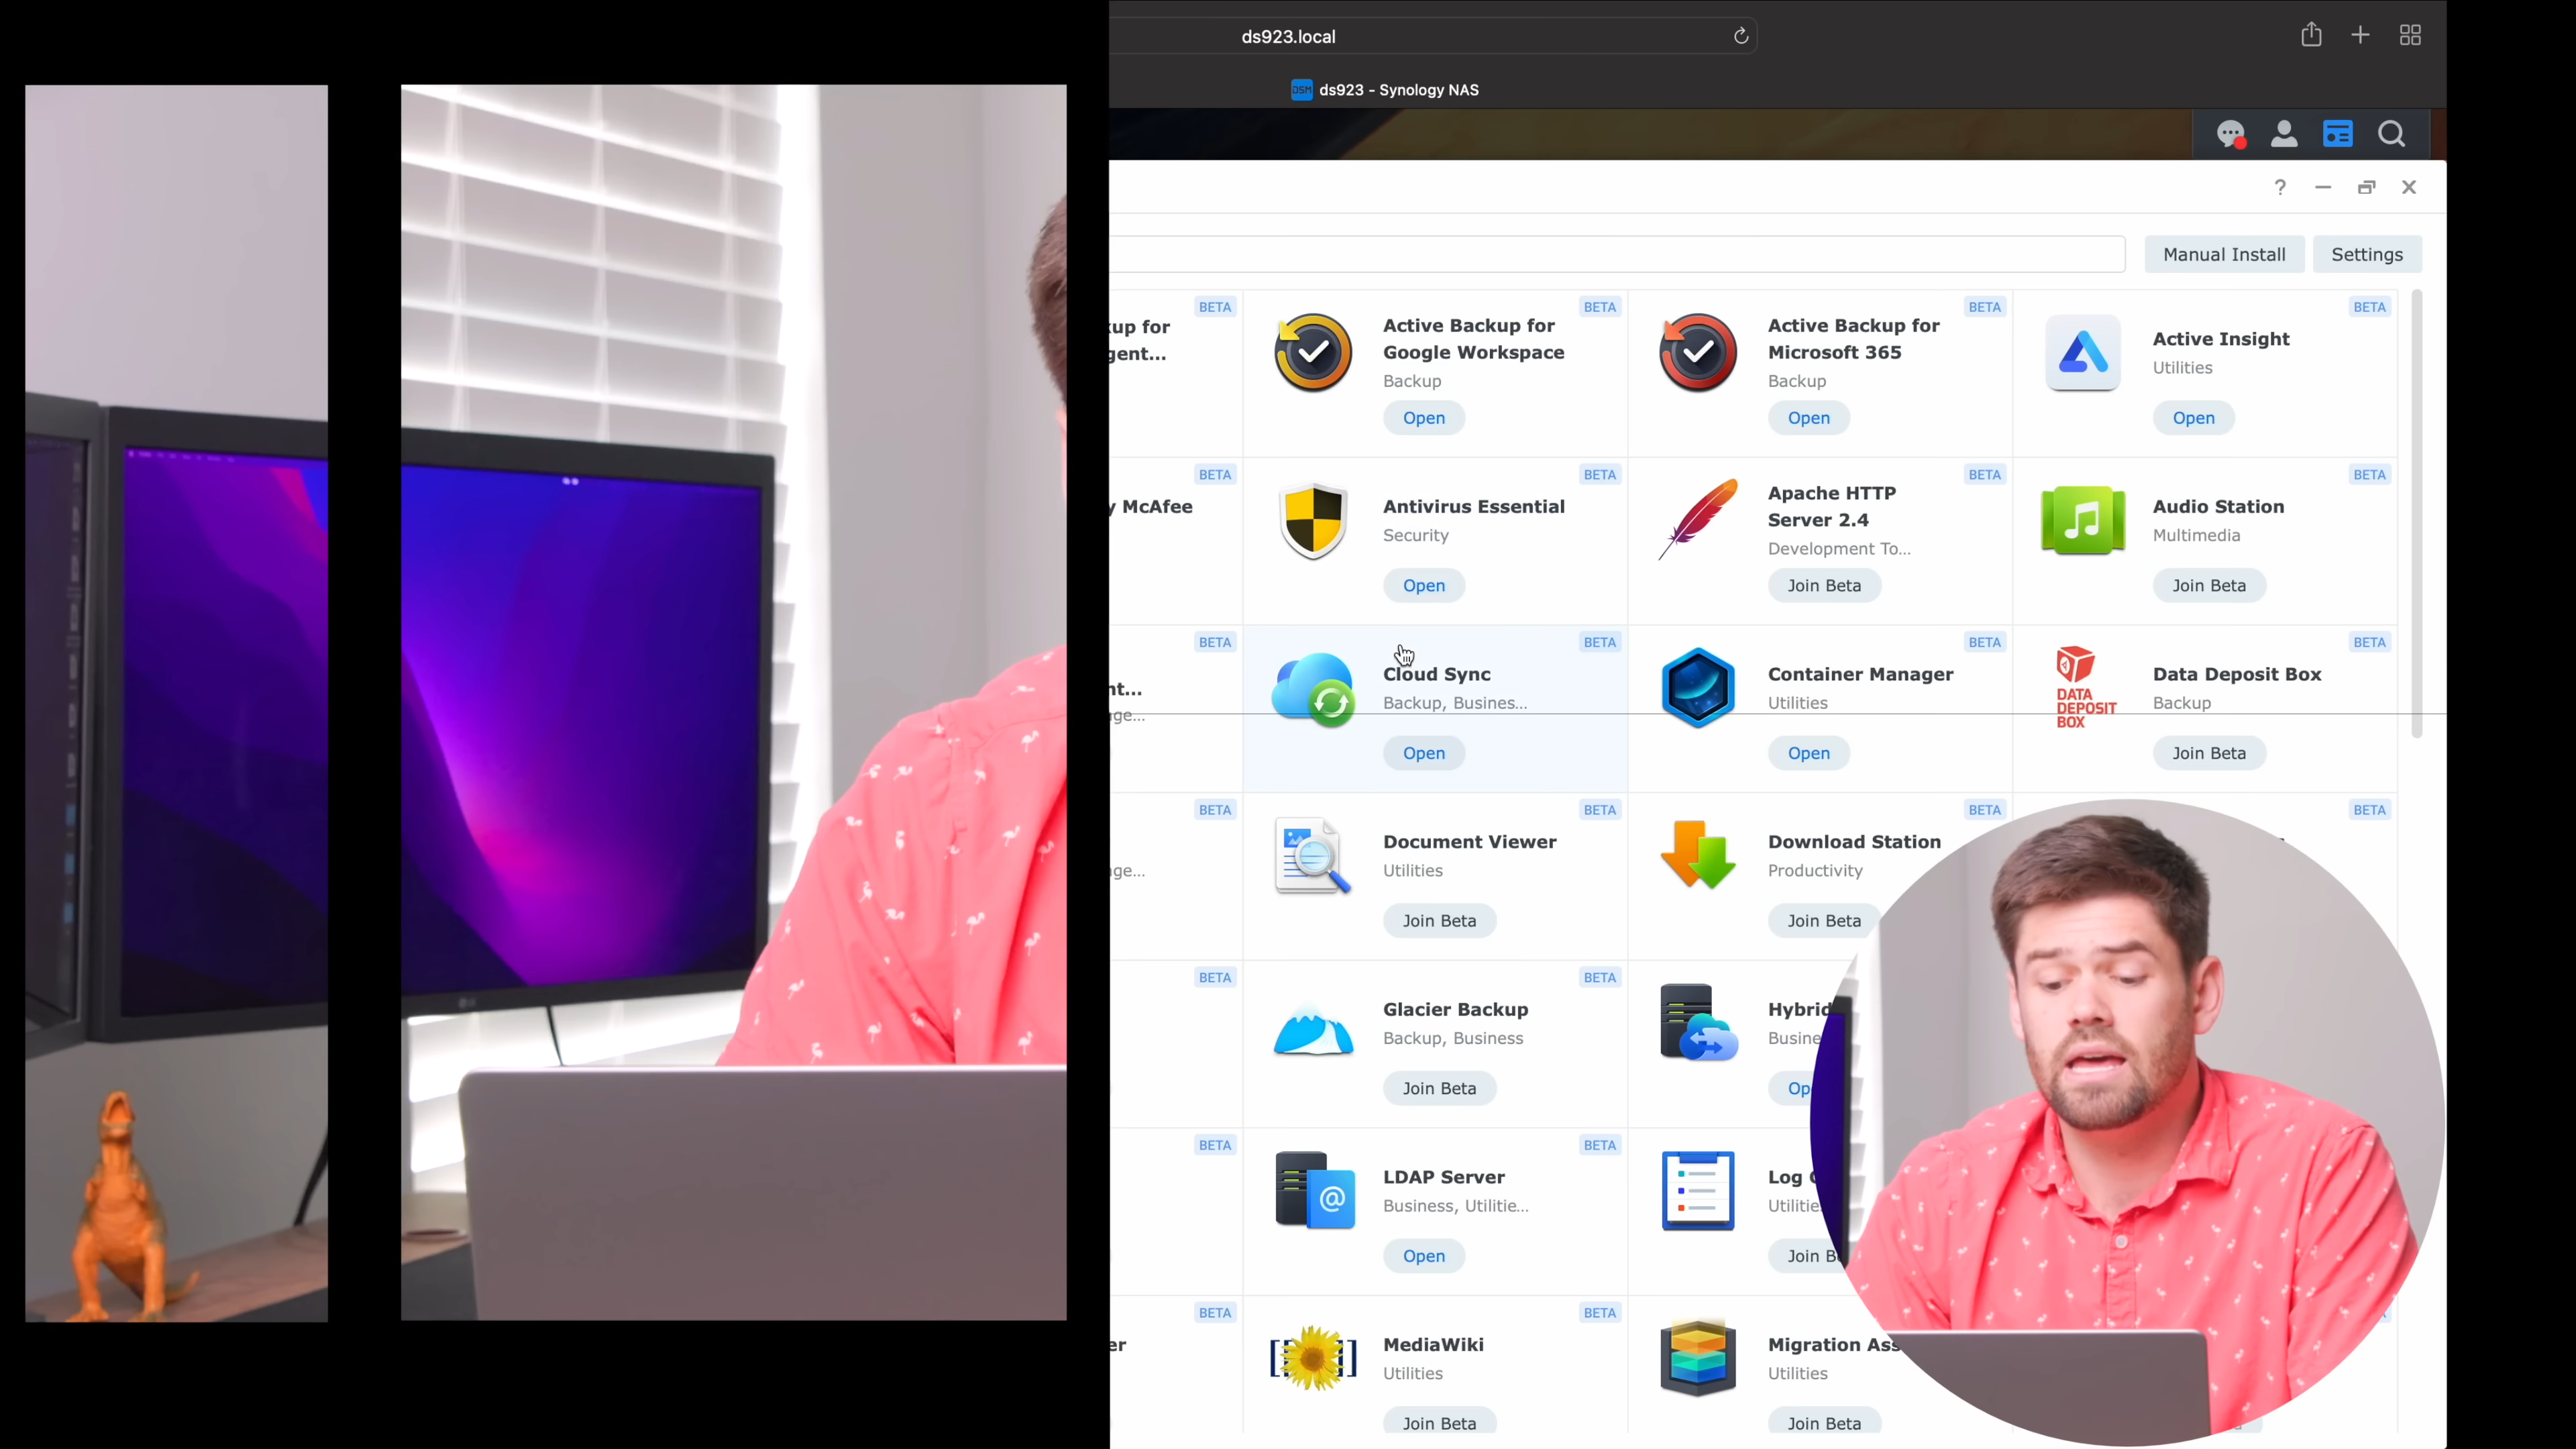 ds923.local
DSM
ds923 - Synology NAS
?
Manual Install
Settings
BETA
BETA
BETA
BETA
gent...
Active Backup for
Google Workspace
Backup
Open
Active Backup for
Microsoft 365
Backup
Open
Active Insight
Utilities
Open
BETA
BETA
BETA
BETA
McAfee
Antivirus Essential
Security
Open
Apache HTTP
Server 2.4
Development To...
Join Beta
Audio Station
Multimedia
Join Beta
BETA
BETA
BETA
BETA
nt...
ge...
Cloud Sync
Backup, Busines...
Open
Container Manager
Utilities
Open
DATA
DEPOSIT
BOX
Data Deposit Box
Backup
Join Beta
BETA
BETA
BETA
BETA
ge...
Document Viewer
Utilities
Join Beta
Download Station
Productivity
Join Beta
BETA
BETA
Glacier Backup
Backup, Business
Join Beta
Hybrid
Busine
Op
BETA
BETA
LDAP Server
Business, Utilitie...
Open
Log
Utilitie
Join B
BETA
BETA
er
MediaWiki
Utilities
Join Beta
Migration Ass
Utilities
Join Beta